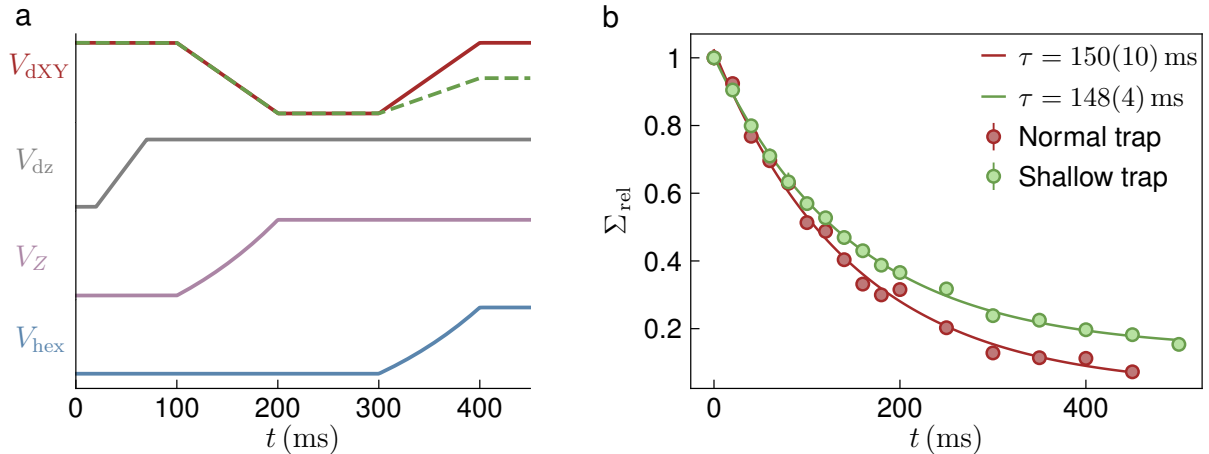 a
V_dXY
V_dz
V_Z
V_hex
0 100 200 300 400
t (ms)
b
Σ_rel
1
0.8
0.6
0.4
0.2
0 200 400
t (ms)
τ = 150(10) ms
τ = 148(4) ms
Normal trap
Shallow trap